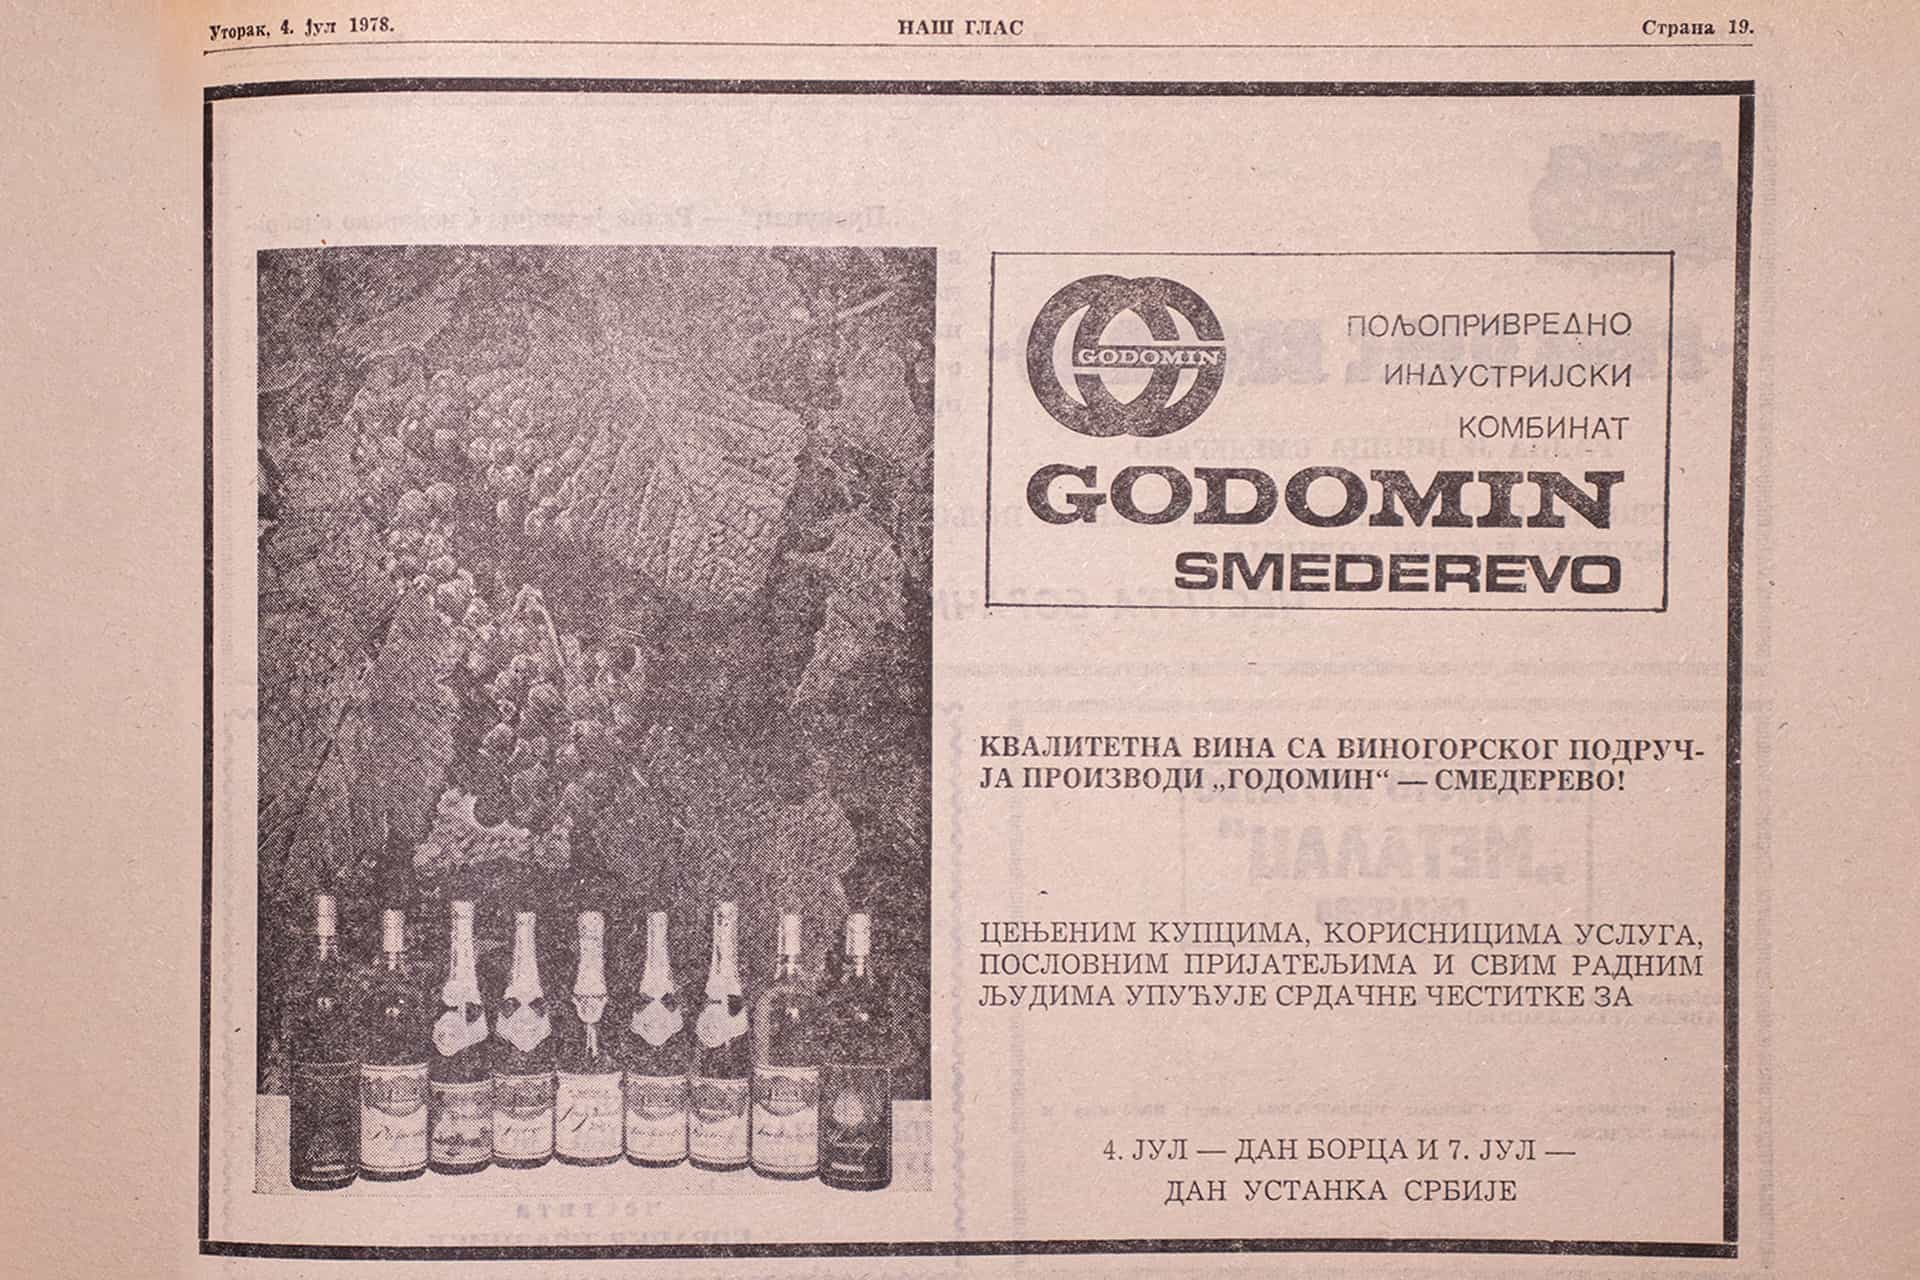 Уторак, 4. јул 1978.
НАШ ГЛАС
Страна 19.
GODOMIN
ПОЉОПРИВРЕДНО
ИНДУСТРИЈСКИ
КОМБИНАТ
GODOMIN
SMEDEREVO
КВАЛИТЕТНА ВИНА СА ВИНОГОРСКОГ ПОДРУЧ-
ЈА ПРОИЗВОДИ „ГОДОМИН“ — СМЕДЕРЕВО!
ЦЕЊЕНИМ КУПЦИМА, КОРИСНИЦИМА УСЛУГА,
ПОСЛОВНИМ ПРИЈАТЕЉИМА И СВИМ РАДНИМ
ЉУДИМА УПУЋУЈЕ СРДАЧНЕ ЧЕСТИТКЕ ЗА
4. ЈУЛ — ДАН БОРЦА И 7. ЈУЛ —
ДАН УСТАНКА СРБИЈЕ